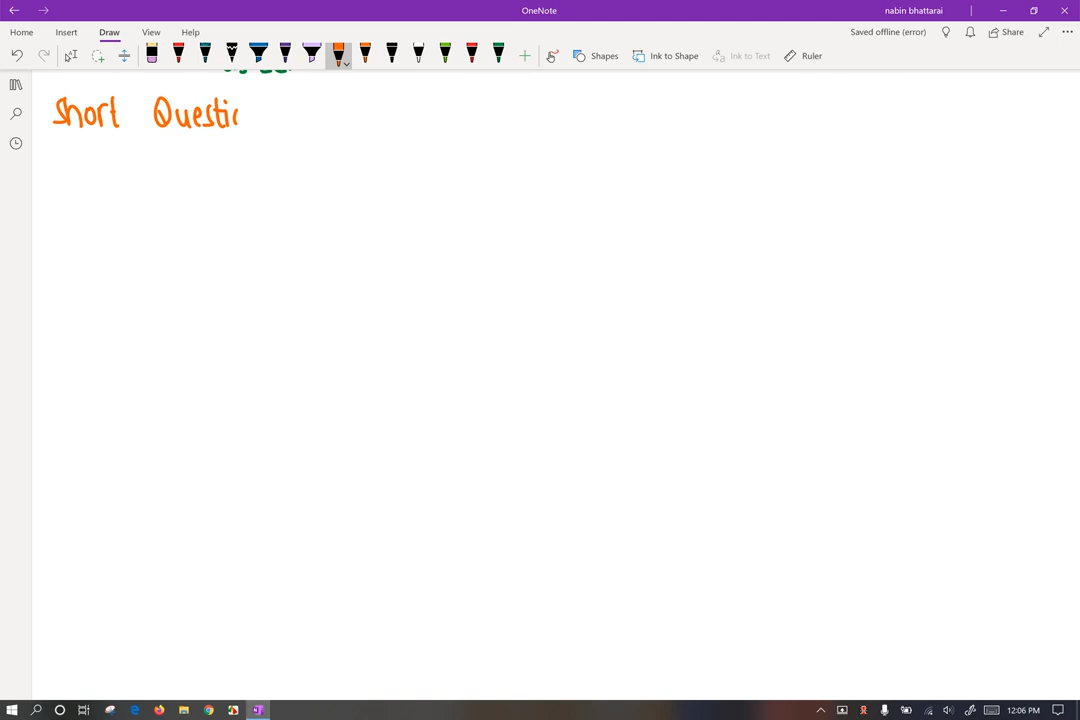 OneNote
nabin bhattarai
Home Insert Draw View Help
Saved offline (error) Share
Shapes Ink to Shape Ink to Text Ruler
Short Questic
12:06 PM